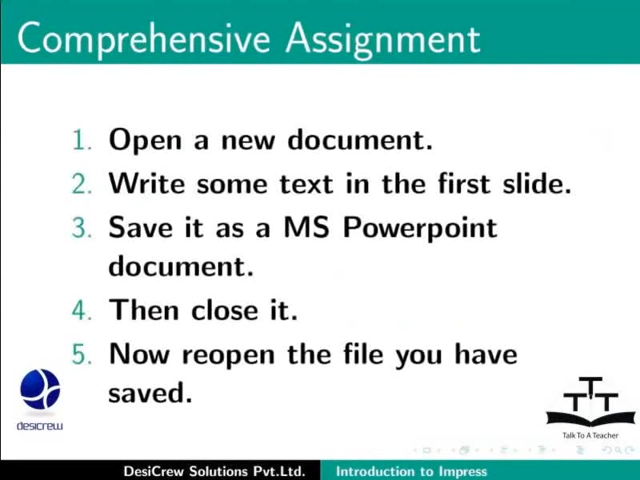 Comprehensive Assignment
1. Open a new document.
2. Write some text in the first slide.
3. Save it as a MS Powerpoint
document.
4. Then close it.
5. Now reopen the file you have
saved.
desicrew
TTT
Talk To A Teacher
DesiCrew Solutions Pvt.Ltd. Introduction to Impress